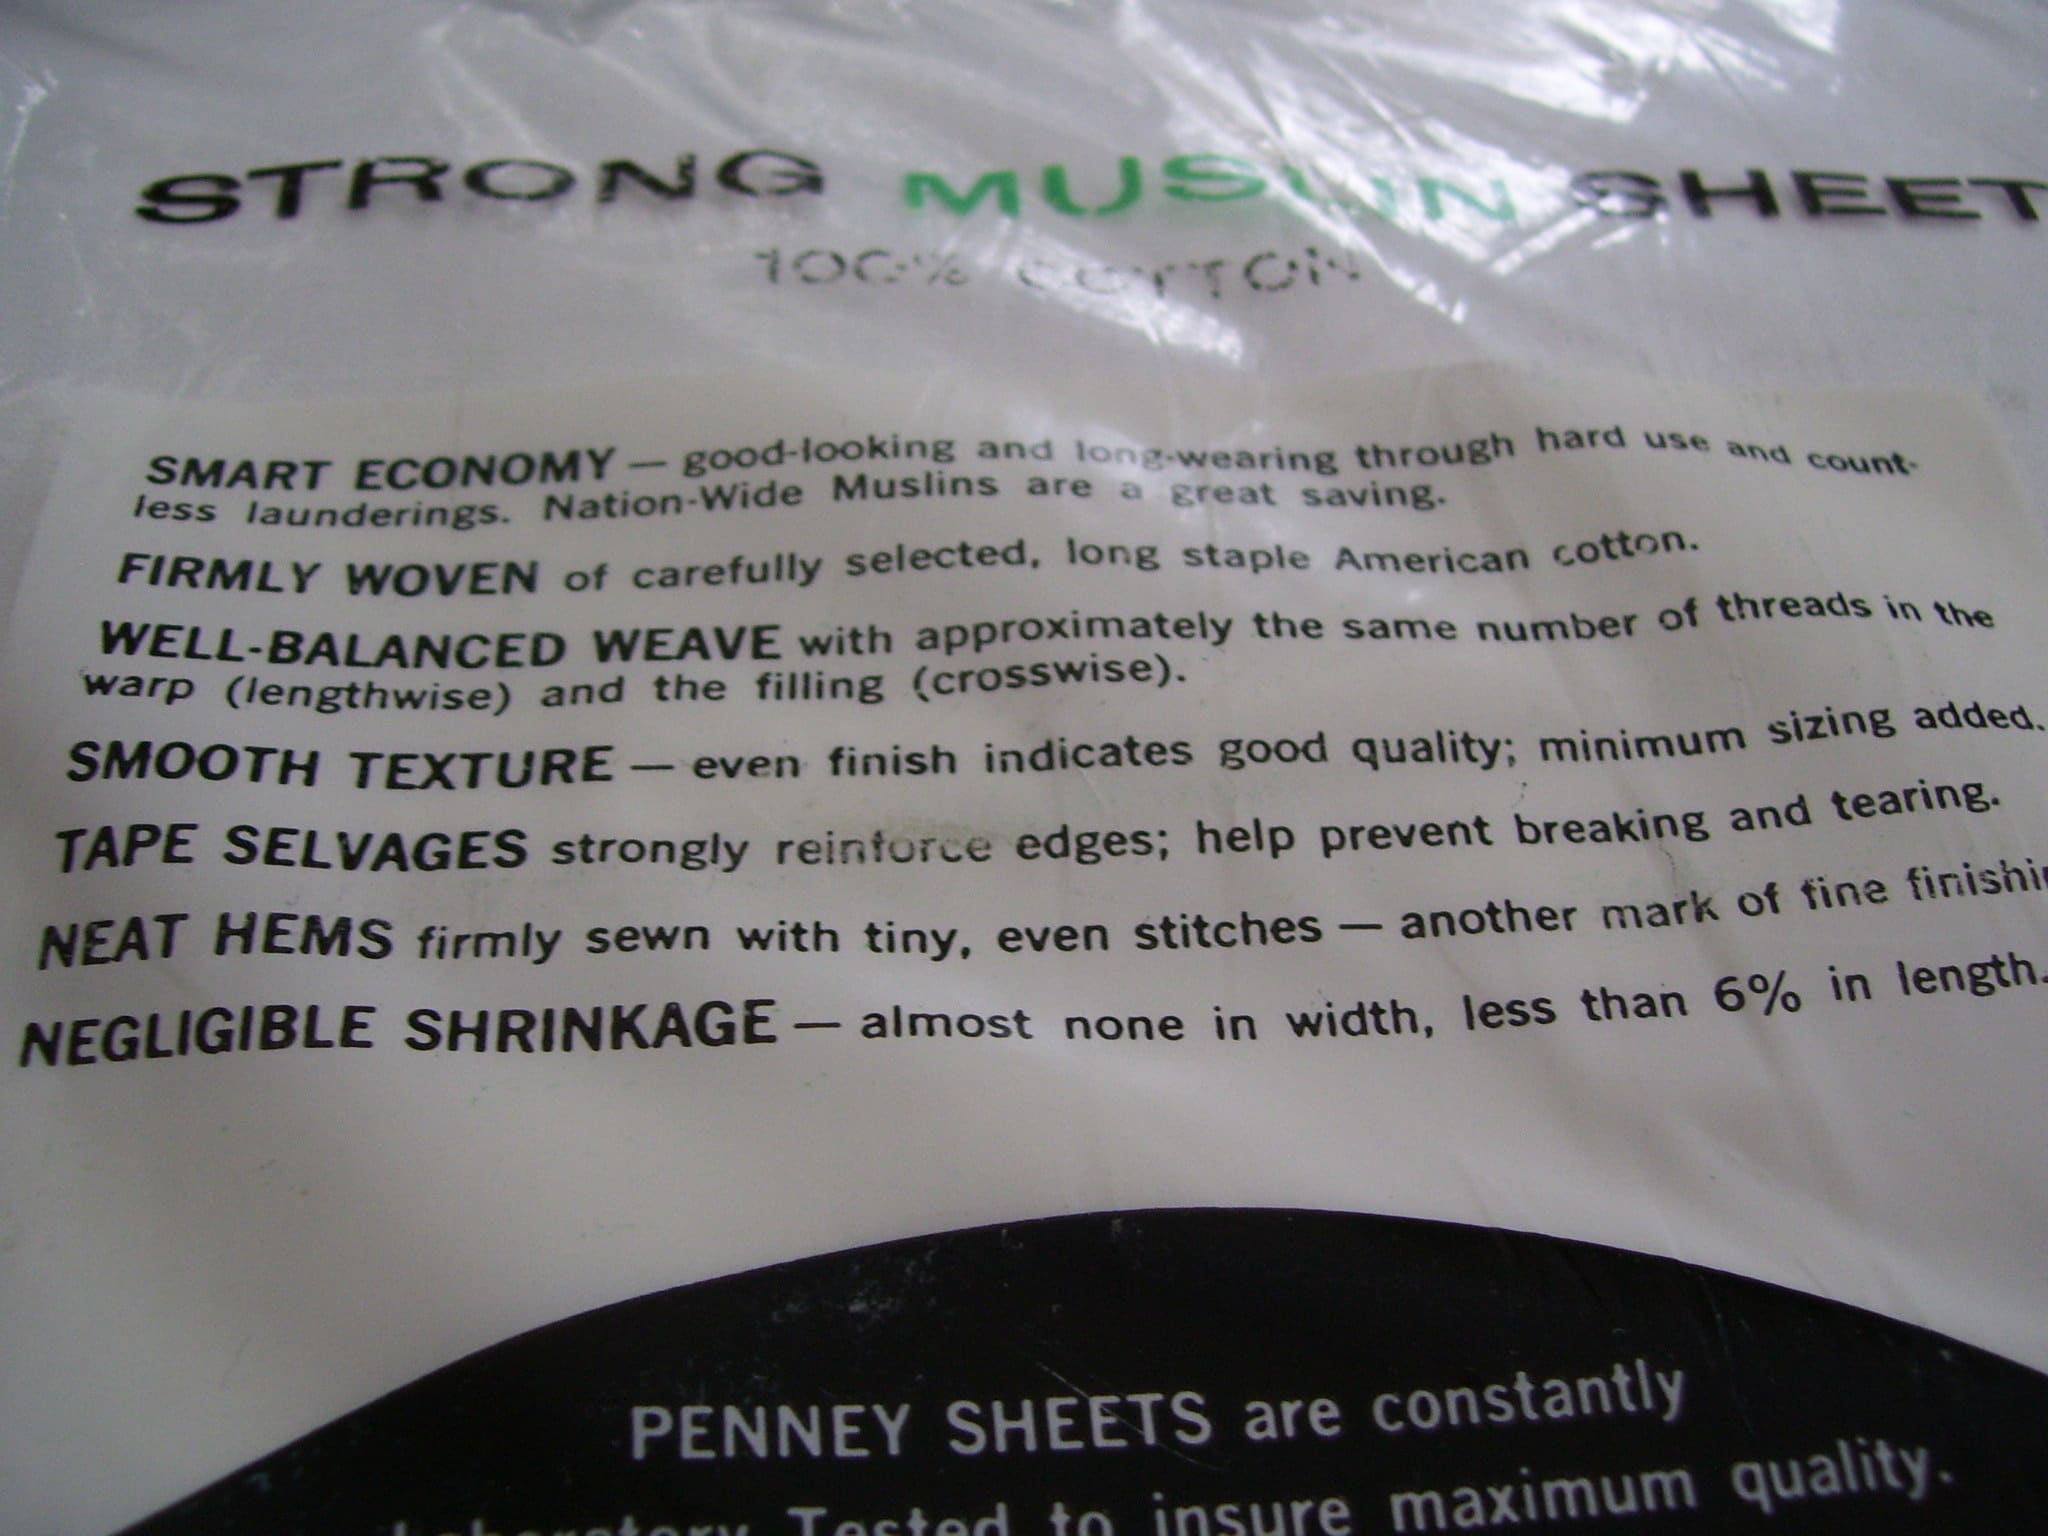 STRONG MUSLIN SHEET
100% COTTON
SMART ECONOMY — good-looking and long-wearing through hard use and count-
less launderings. Nation-Wide Muslins are a great saving.
FIRMLY WOVEN of carefully selected, long staple American cotton.
WELL-BALANCED WEAVE with approximately the same number of threads in the
warp (lengthwise) and the filling (crosswise).
SMOOTH TEXTURE — even finish indicates good quality; minimum sizing added.
TAPE SELVAGES strongly reinforce edges; help prevent breaking and tearing.
NEAT HEMS firmly sewn with tiny, even stitches — another mark of fine finishin
NEGLIGIBLE SHRINKAGE — almost none in width, less than 6% in length.
PENNEY SHEETS are constantly
Laboratory Tested to insure maximum quality.